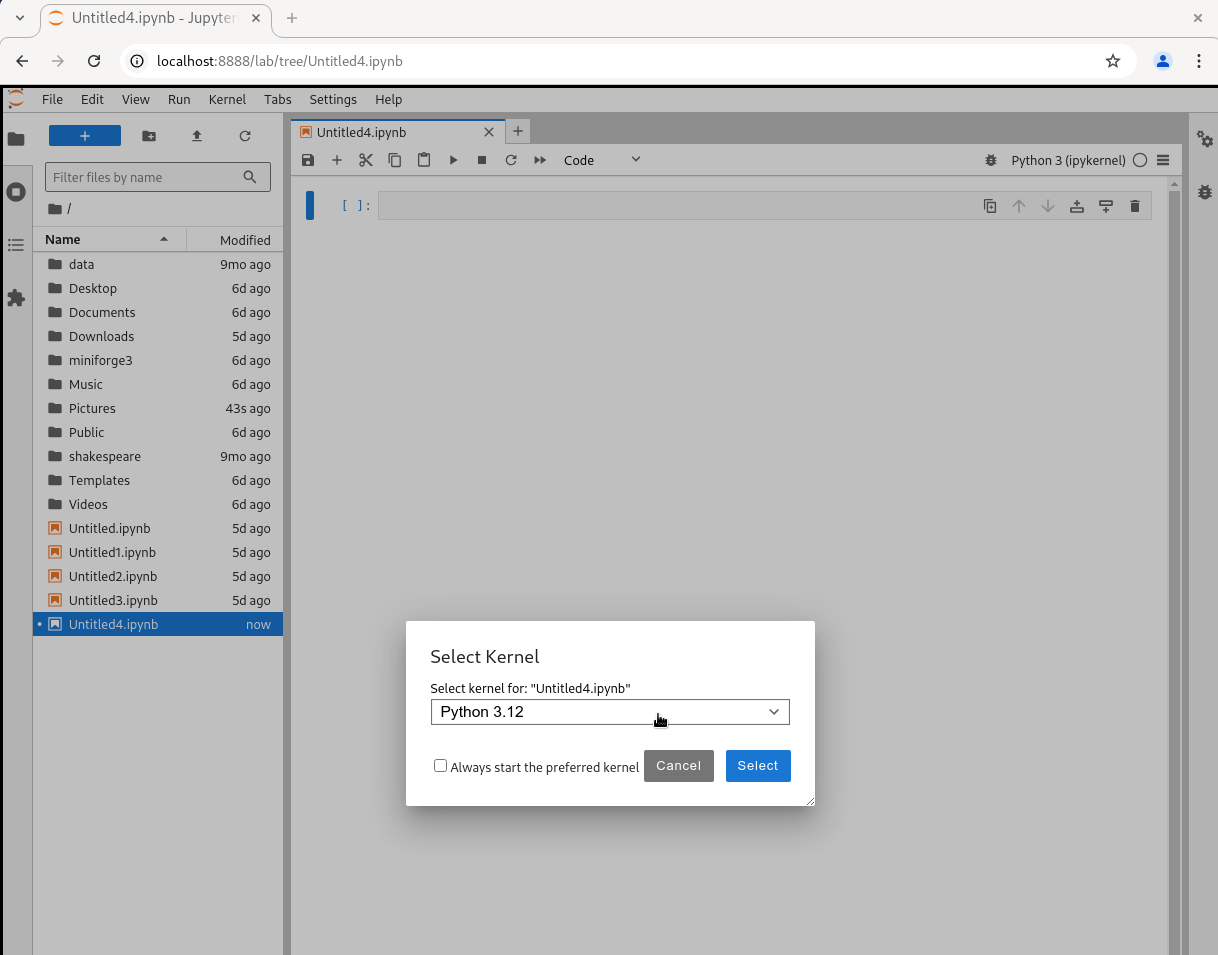 Untitled4.ipynb - Jupyter
localhost:8888/lab/tree/Untitled4.ipynb
File Edit View Run Kernel Tabs Settings Help
Untitled4.ipynb
Code
Python 3 (ipykernel)
Filter files by name
/
Name Modified
data 9mo ago
Desktop 6d ago
Documents 6d ago
Downloads 5d ago
miniforge3 6d ago
Music 6d ago
Pictures 43s ago
Public 6d ago
shakespeare 9mo ago
Templates 6d ago
Videos 6d ago
Untitled.ipynb 5d ago
Untitled1.ipynb 5d ago
Untitled2.ipynb 5d ago
Untitled3.ipynb 5d ago
Untitled4.ipynb now
[ ]:
Select Kernel
Select kernel for: "Untitled4.ipynb"
Python 3.12
Always start the preferred kernel Cancel Select